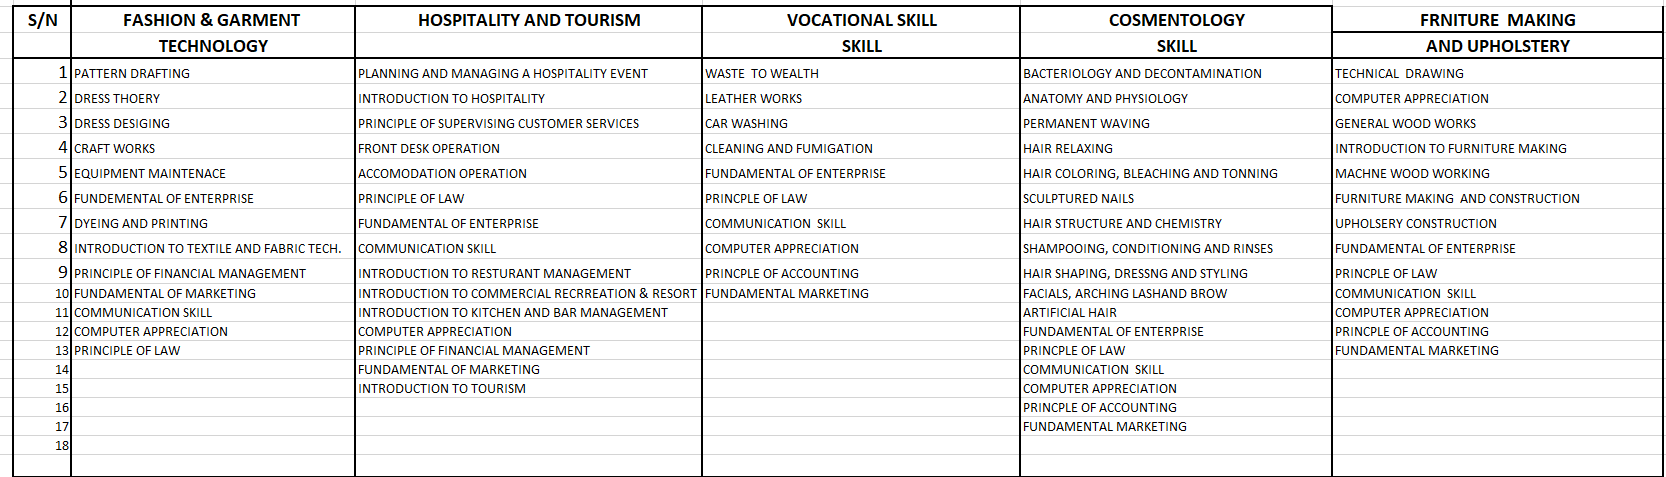 S/N FASHION & GARMENT HOSPITALITY AND TOURISM VOCATIONAL SKILL COSMENTOLOGY FRNITURE MAKING
TECHNOLOGY SKILL SKILL AND UPHOLSTERY
1 PATTERN DRAFTING PLANNING AND MANAGING A HOSPITALITY EVENT WASTE TO WEALTH BACTERIOLOGY AND DECONTAMINATION TECHNICAL DRAWING
2 DRESS THOERY INTRODUCTION TO HOSPITALITY LEATHER WORKS ANATOMY AND PHYSIOLOGY COMPUTER APPRECIATION
3 DRESS DESIGING PRINCIPLE OF SUPERVISING CUSTOMER SERVICES CAR WASHING PERMANENT WAVING GENERAL WOOD WORKS
4 CRAFT WORKS FRONT DESK OPERATION CLEANING AND FUMIGATION HAIR RELAXING INTRODUCTION TO FURNITURE MAKING
5 EQUIPMENT MAINTENACE ACCOMODATION OPERATION FUNDAMENTAL OF ENTERPRISE HAIR COLORING, BLEACHING AND TONNING MACHNE WOOD WORKING
6 FUNDEMENTAL OF ENTERPRISE PRINCIPLE OF LAW PRINCPLE OF LAW SCULPTURED NAILS FURNITURE MAKING AND CONSTRUCTION
7 DYEING AND PRINTING FUNDAMENTAL OF ENTERPRISE COMMUNICATION SKILL HAIR STRUCTURE AND CHEMISTRY UPHOLSERY CONSTRUCTION
8 INTRODUCTION TO TEXTILE AND FABRIC TECH. COMMUNICATION SKILL COMPUTER APPRECIATION SHAMPOOING, CONDITIONING AND RINSES FUNDAMENTAL OF ENTERPRISE
9 PRINCIPLE OF FINANCIAL MANAGEMENT INTRODUCTION TO RESTURANT MANAGEMENT PRINCPLE OF ACCOUNTING HAIR SHAPING, DRESSNG AND STYLING PRINCPLE OF LAW
10 FUNDAMENTAL OF MARKETING INTRODUCTION TO COMMERCIAL RECRREATION & RESORT FUNDAMENTAL MARKETING FACIALS, ARCHING LASHAND BROW COMMUNICATION SKILL
11 COMMUNICATION SKILL INTRODUCTION TO KITCHEN AND BAR MANAGEMENT ARTIFICIAL HAIR COMPUTER APPRECIATION
12 COMPUTER APPRECIATION COMPUTER APPRECIATION FUNDAMENTAL OF ENTERPRISE PRINCPLE OF ACCOUNTING
13 PRINCIPLE OF LAW PRINCIPLE OF FINANCIAL MANAGEMENT PRINCPLE OF LAW FUNDAMENTAL MARKETING
14 FUNDAMENTAL OF MARKETING COMMUNICATION SKILL
15 INTRODUCTION TO TOURISM COMPUTER APPRECIATION
16 PRINCPLE OF ACCOUNTING
17 FUNDAMENTAL MARKETING
18